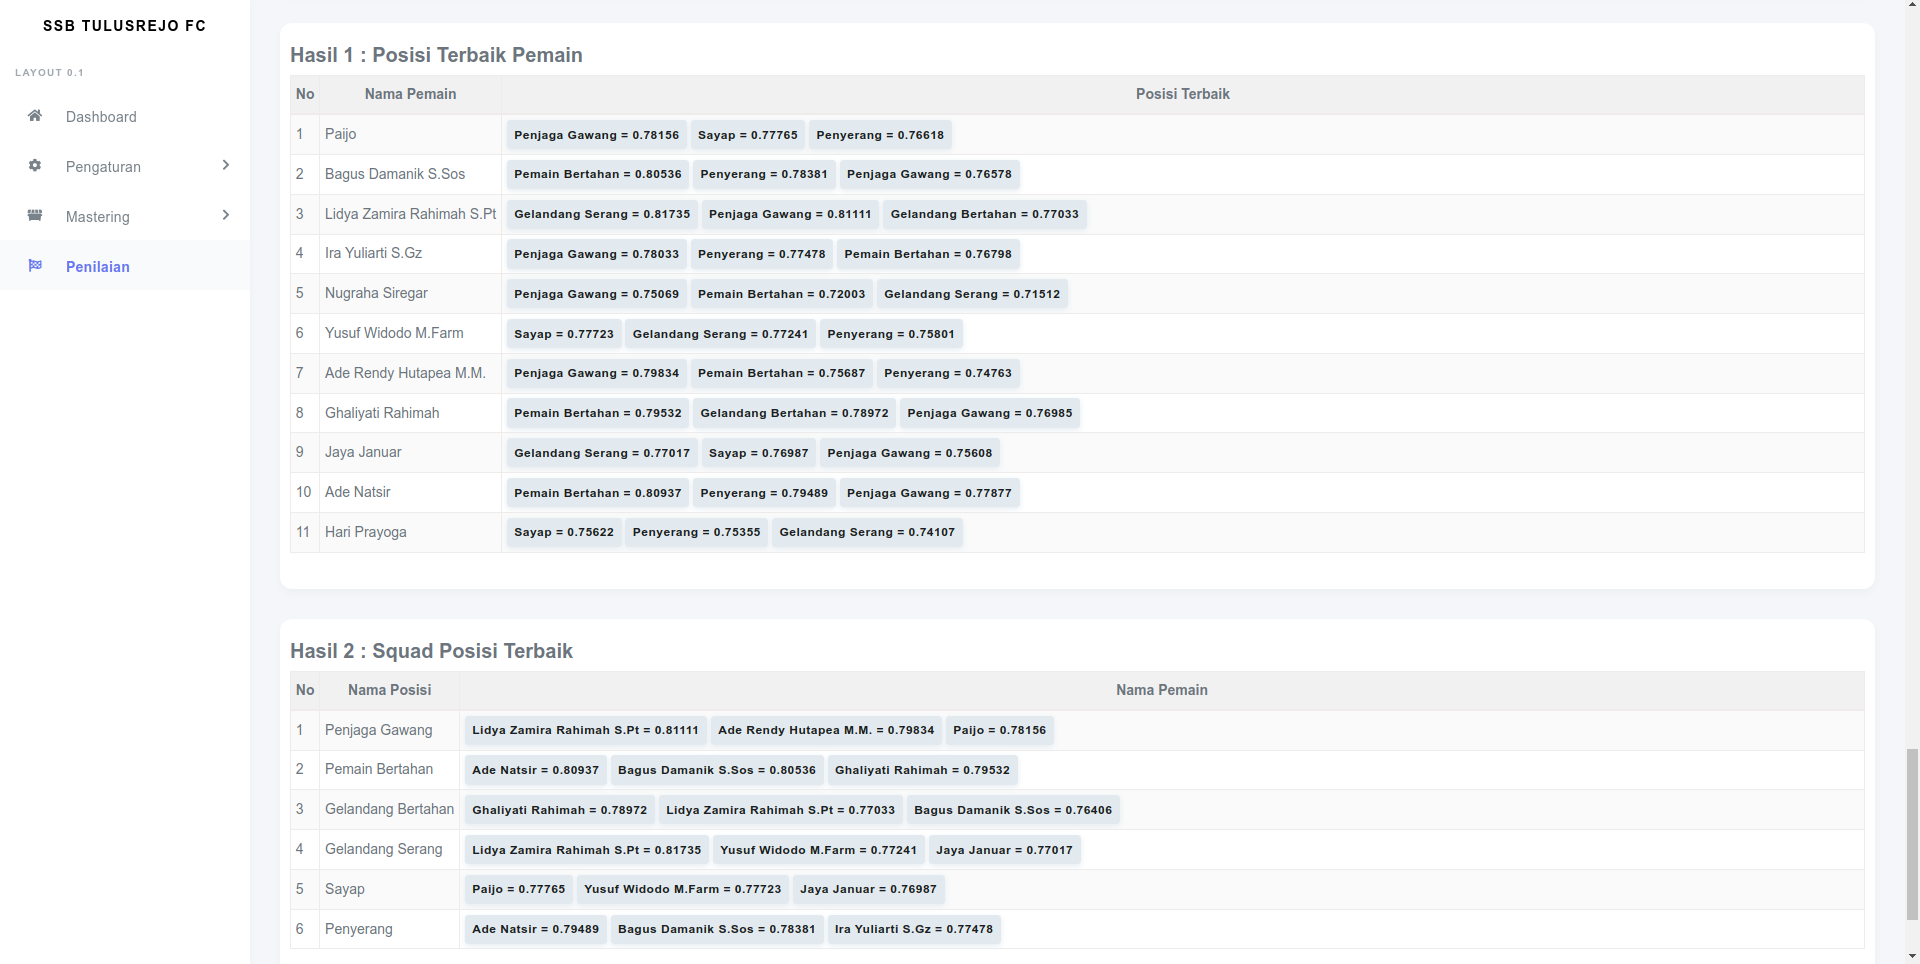 SSB TULUSREJO FC
LAYOUT 0.1
Dashboard
Pengaturan
Mastering
Penilaian
Hasil 1 : Posisi Terbaik Pemain
No Nama Pemain Posisi Terbaik
1 Paijo Penjaga Gawang = 0.78156 Sayap = 0.77765 Penyerang = 0.76618
2 Bagus Damanik S.Sos Pemain Bertahan = 0.80536 Penyerang = 0.78381 Penjaga Gawang = 0.76578
3 Lidya Zamira Rahimah S.Pt Gelandang Serang = 0.81735 Penjaga Gawang = 0.81111 Gelandang Bertahan = 0.77033
4 Ira Yuliarti S.Gz Penjaga Gawang = 0.78033 Penyerang = 0.77478 Pemain Bertahan = 0.76798
5 Nugraha Siregar Penjaga Gawang = 0.75069 Pemain Bertahan = 0.72003 Gelandang Serang = 0.71512
6 Yusuf Widodo M.Farm Sayap = 0.77723 Gelandang Serang = 0.77241 Penyerang = 0.75801
7 Ade Rendy Hutapea M.M. Penjaga Gawang = 0.79834 Pemain Bertahan = 0.75687 Penyerang = 0.74763
8 Ghaliyati Rahimah Pemain Bertahan = 0.79532 Gelandang Bertahan = 0.78972 Penjaga Gawang = 0.76985
9 Jaya Januar Gelandang Serang = 0.77017 Sayap = 0.76987 Penjaga Gawang = 0.75608
10 Ade Natsir Pemain Bertahan = 0.80937 Penyerang = 0.79489 Penjaga Gawang = 0.77877
11 Hari Prayoga Sayap = 0.75622 Penyerang = 0.75355 Gelandang Serang = 0.74107
Hasil 2 : Squad Posisi Terbaik
No Nama Posisi Nama Pemain
1 Penjaga Gawang Lidya Zamira Rahimah S.Pt = 0.81111 Ade Rendy Hutapea M.M. = 0.79834 Paijo = 0.78156
2 Pemain Bertahan Ade Natsir = 0.80937 Bagus Damanik S.Sos = 0.80536 Ghaliyati Rahimah = 0.79532
3 Gelandang Bertahan Ghaliyati Rahimah = 0.78972 Lidya Zamira Rahimah S.Pt = 0.77033 Bagus Damanik S.Sos = 0.76406
4 Gelandang Serang Lidya Zamira Rahimah S.Pt = 0.81735 Yusuf Widodo M.Farm = 0.77241 Jaya Januar = 0.77017
5 Sayap Paijo = 0.77765 Yusuf Widodo M.Farm = 0.77723 Jaya Januar = 0.76987
6 Penyerang Ade Natsir = 0.79489 Bagus Damanik S.Sos = 0.78381 Ira Yuliarti S.Gz = 0.77478